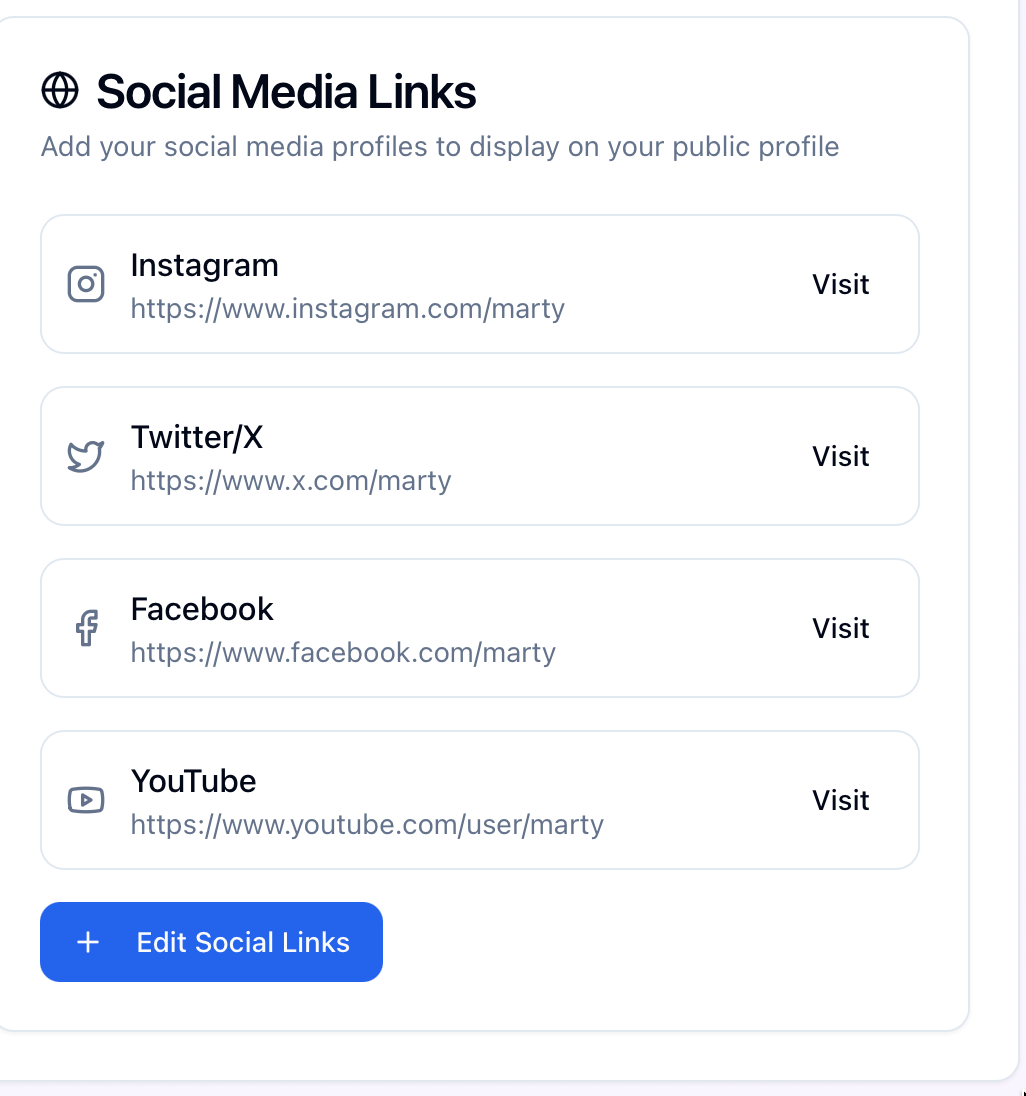 Social Media Links
Add your social media profiles to display on your public profile
Instagram
https://www.instagram.com/marty
Visit
Twitter/X
https://www.x.com/marty
Visit
Facebook
https://www.facebook.com/marty
Visit
YouTube
https://www.youtube.com/user/marty
Visit
+ Edit Social Links